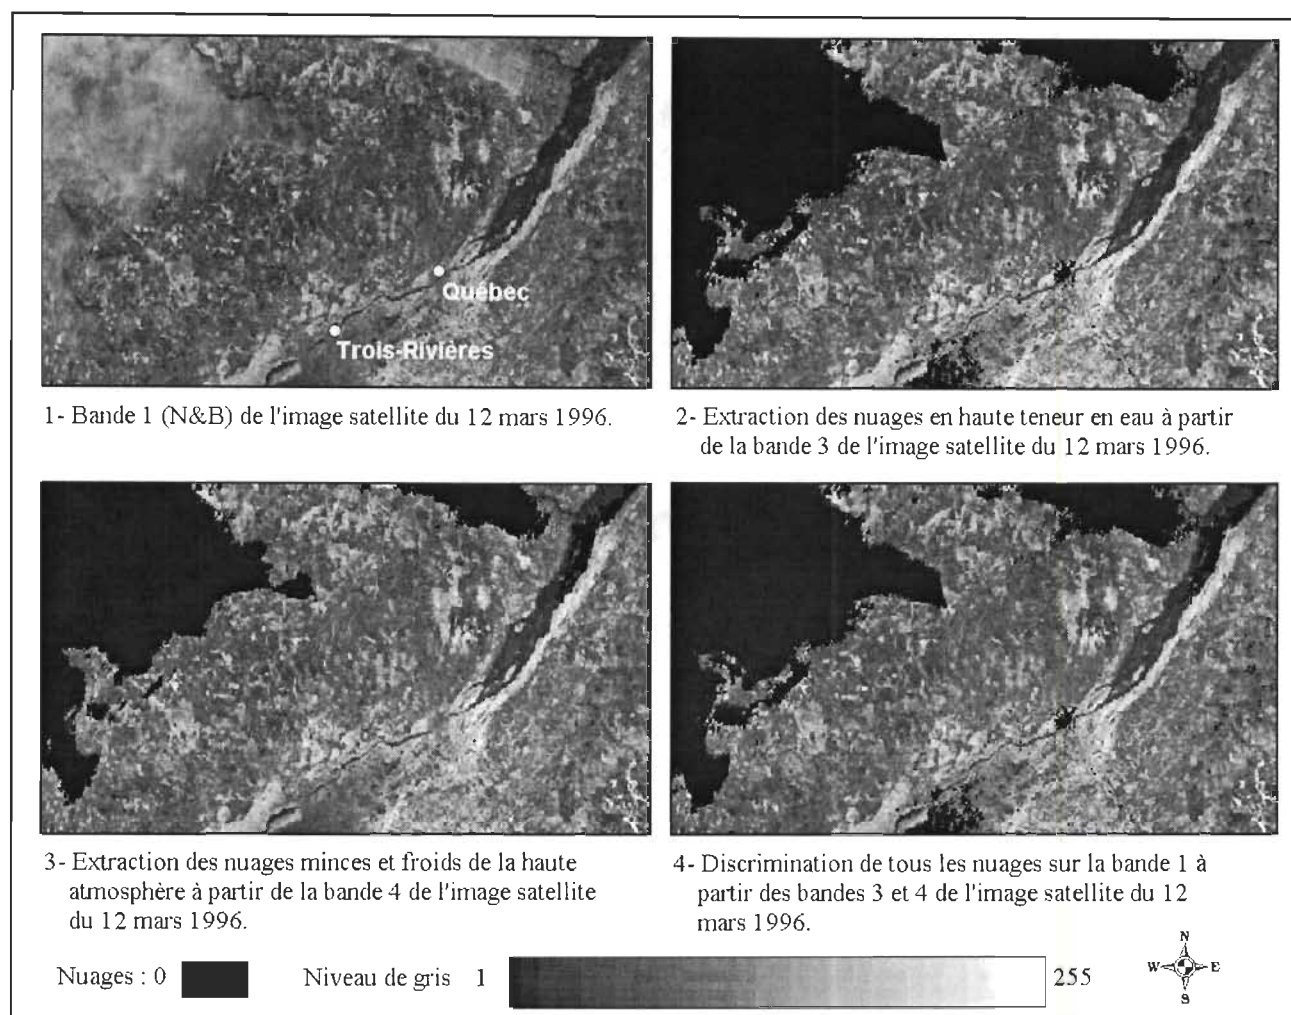 Québec
Trois-Rivières
1- Bande 1 (N&B) de l'image satellite du 12 mars 1996.
2- Extraction des nuages en haute teneur en eau à partir
de la bande 3 de l'image satellite du 12 mars 1996.
3- Extraction des nuages minces et froids de la haute
atmosphère à partir de la bande 4 de l'image satellite
du 12 mars 1996.
4- Discrimination de tous les nuages sur la bande 1 à
partir des bandes 3 et 4 de l'image satellite du 12
mars 1996.
Nuages : 0
Niveau de gris 1
255
N
W
E
S